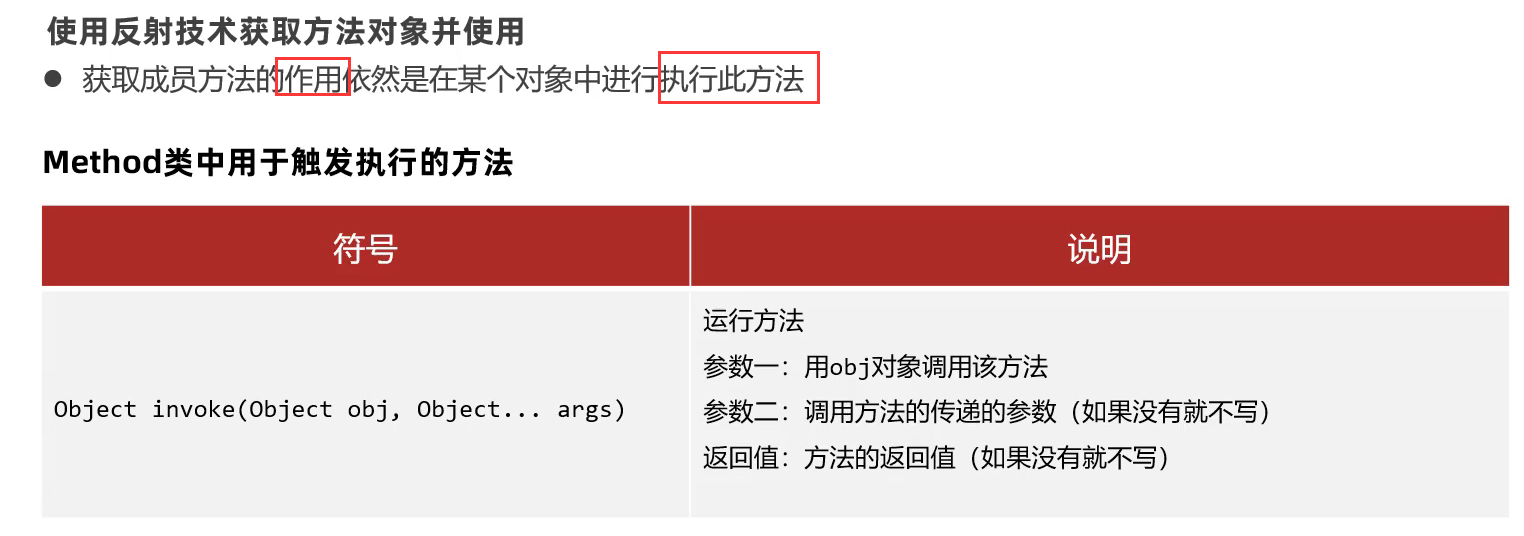 使用反射技术获取方法对象并使用
● 获取成员方法的作用依然是在某个对象中进行执行此方法
Method类中用于触发执行的方法
符号
说明
Object invoke(Object obj, Object... args)
运行方法
参数一：用obj对象调用该方法
参数二：调用方法的传递的参数（如果没有就不写）
返回值：方法的返回值（如果没有就不写）